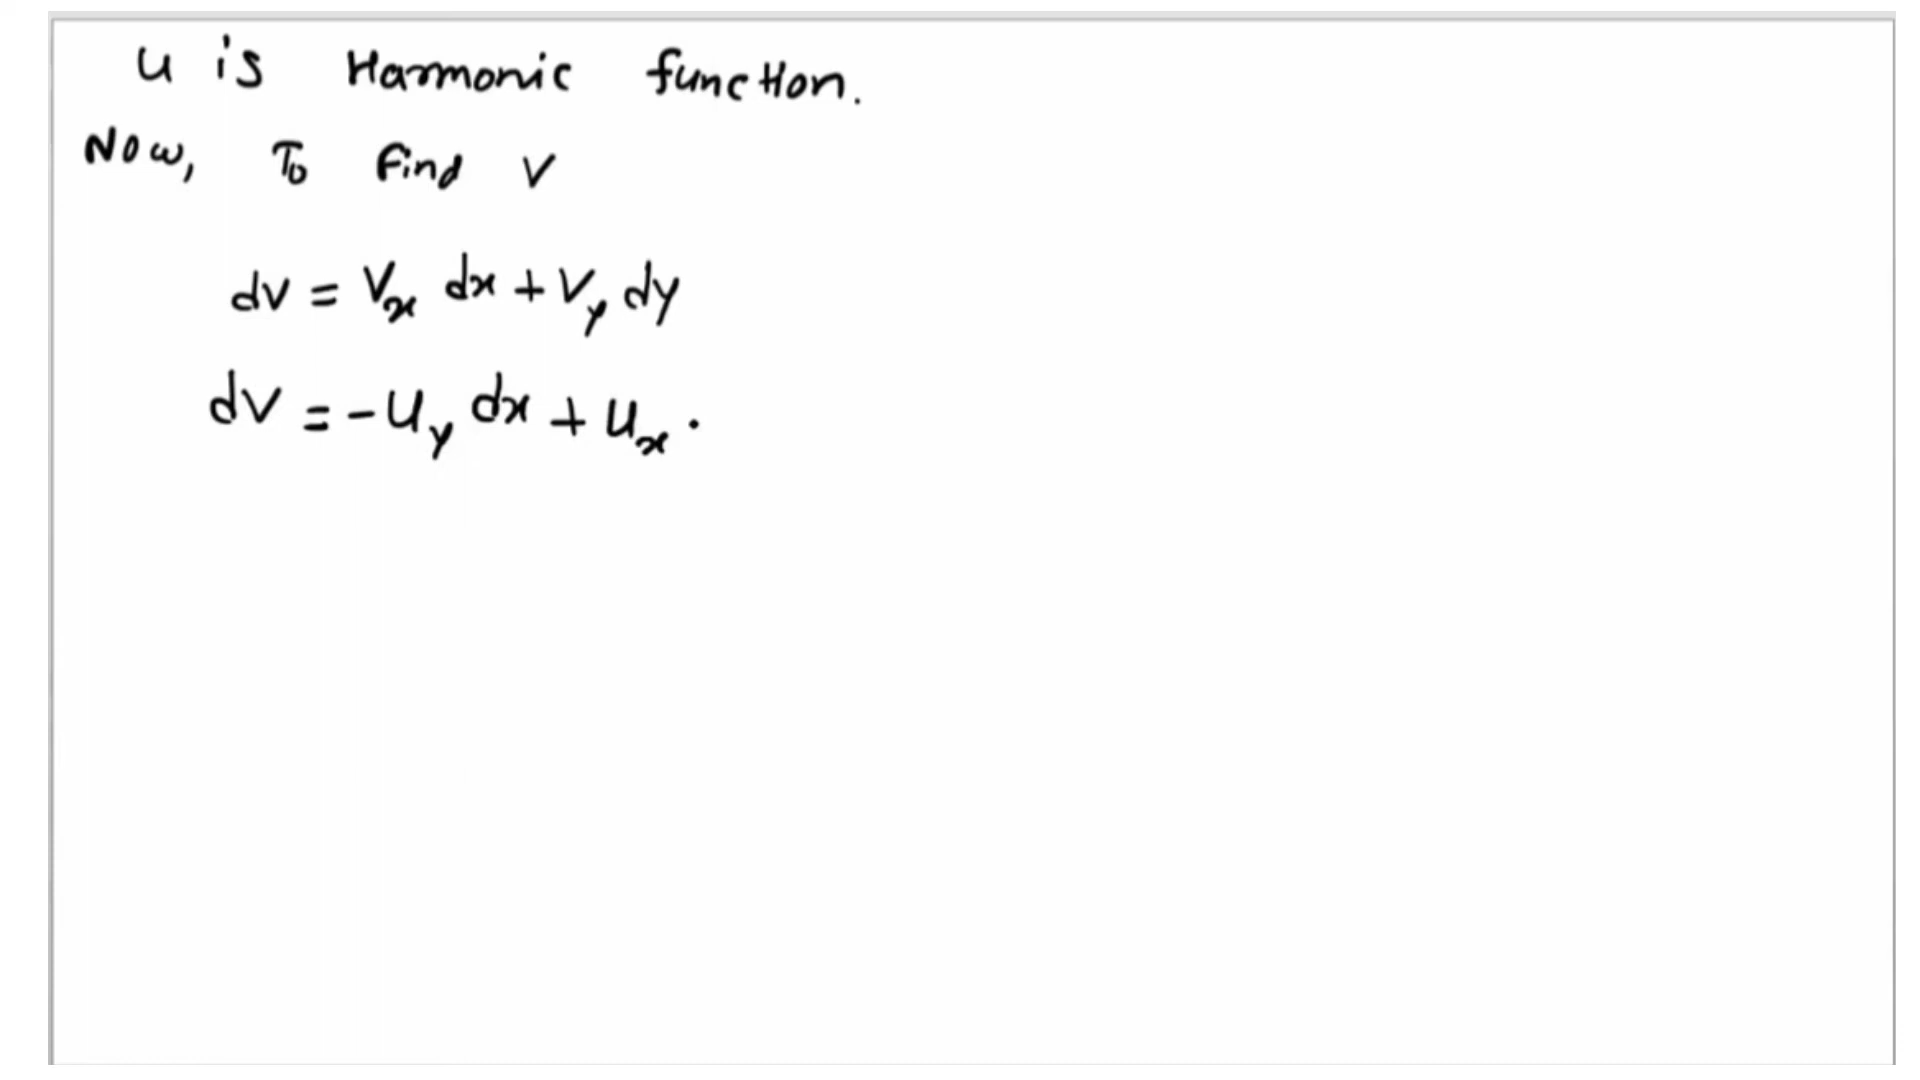 u is Harmonic function.
Now, To find v
dv = Vx dx + Vy dy
dv = -uy dx + ux .